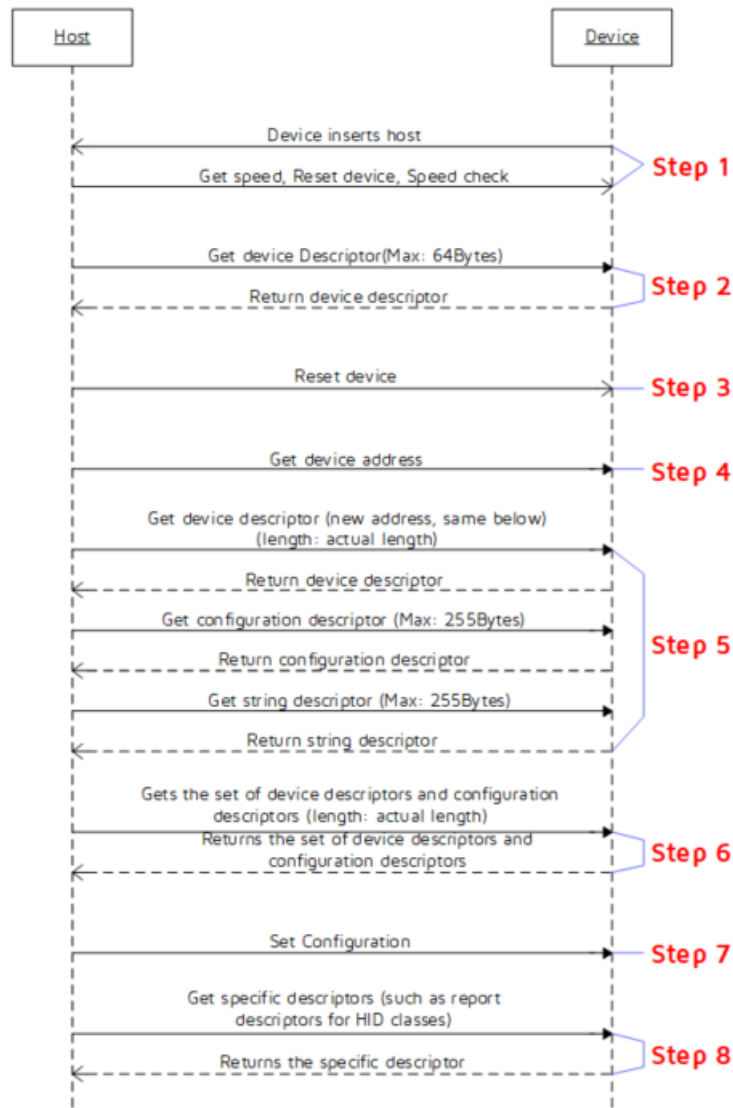 Host
Device
Device inserts host
Step 1
Get speed, Reset device, Speed check
Get device Descriptor(Max: 64Bytes)
Step 2
Return device descriptor
Reset device
Step 3
Get device address
Step 4
Get device descriptor (new address, same below)
(length: actual length)
Return device descriptor
Get configuration descriptor (Max: 255Bytes)
Step 5
Return configuration descriptor
Get string descriptor (Max: 255Bytes)
Return string descriptor
Gets the set of device descriptors and configuration
descriptors (length: actual length)
Returns the set of device descriptors and
configuration descriptors
Step 6
Set Configuration
Step 7
Get specific descriptors (such as report
descriptors for HID classes)
Step 8
Returns the specific descriptor